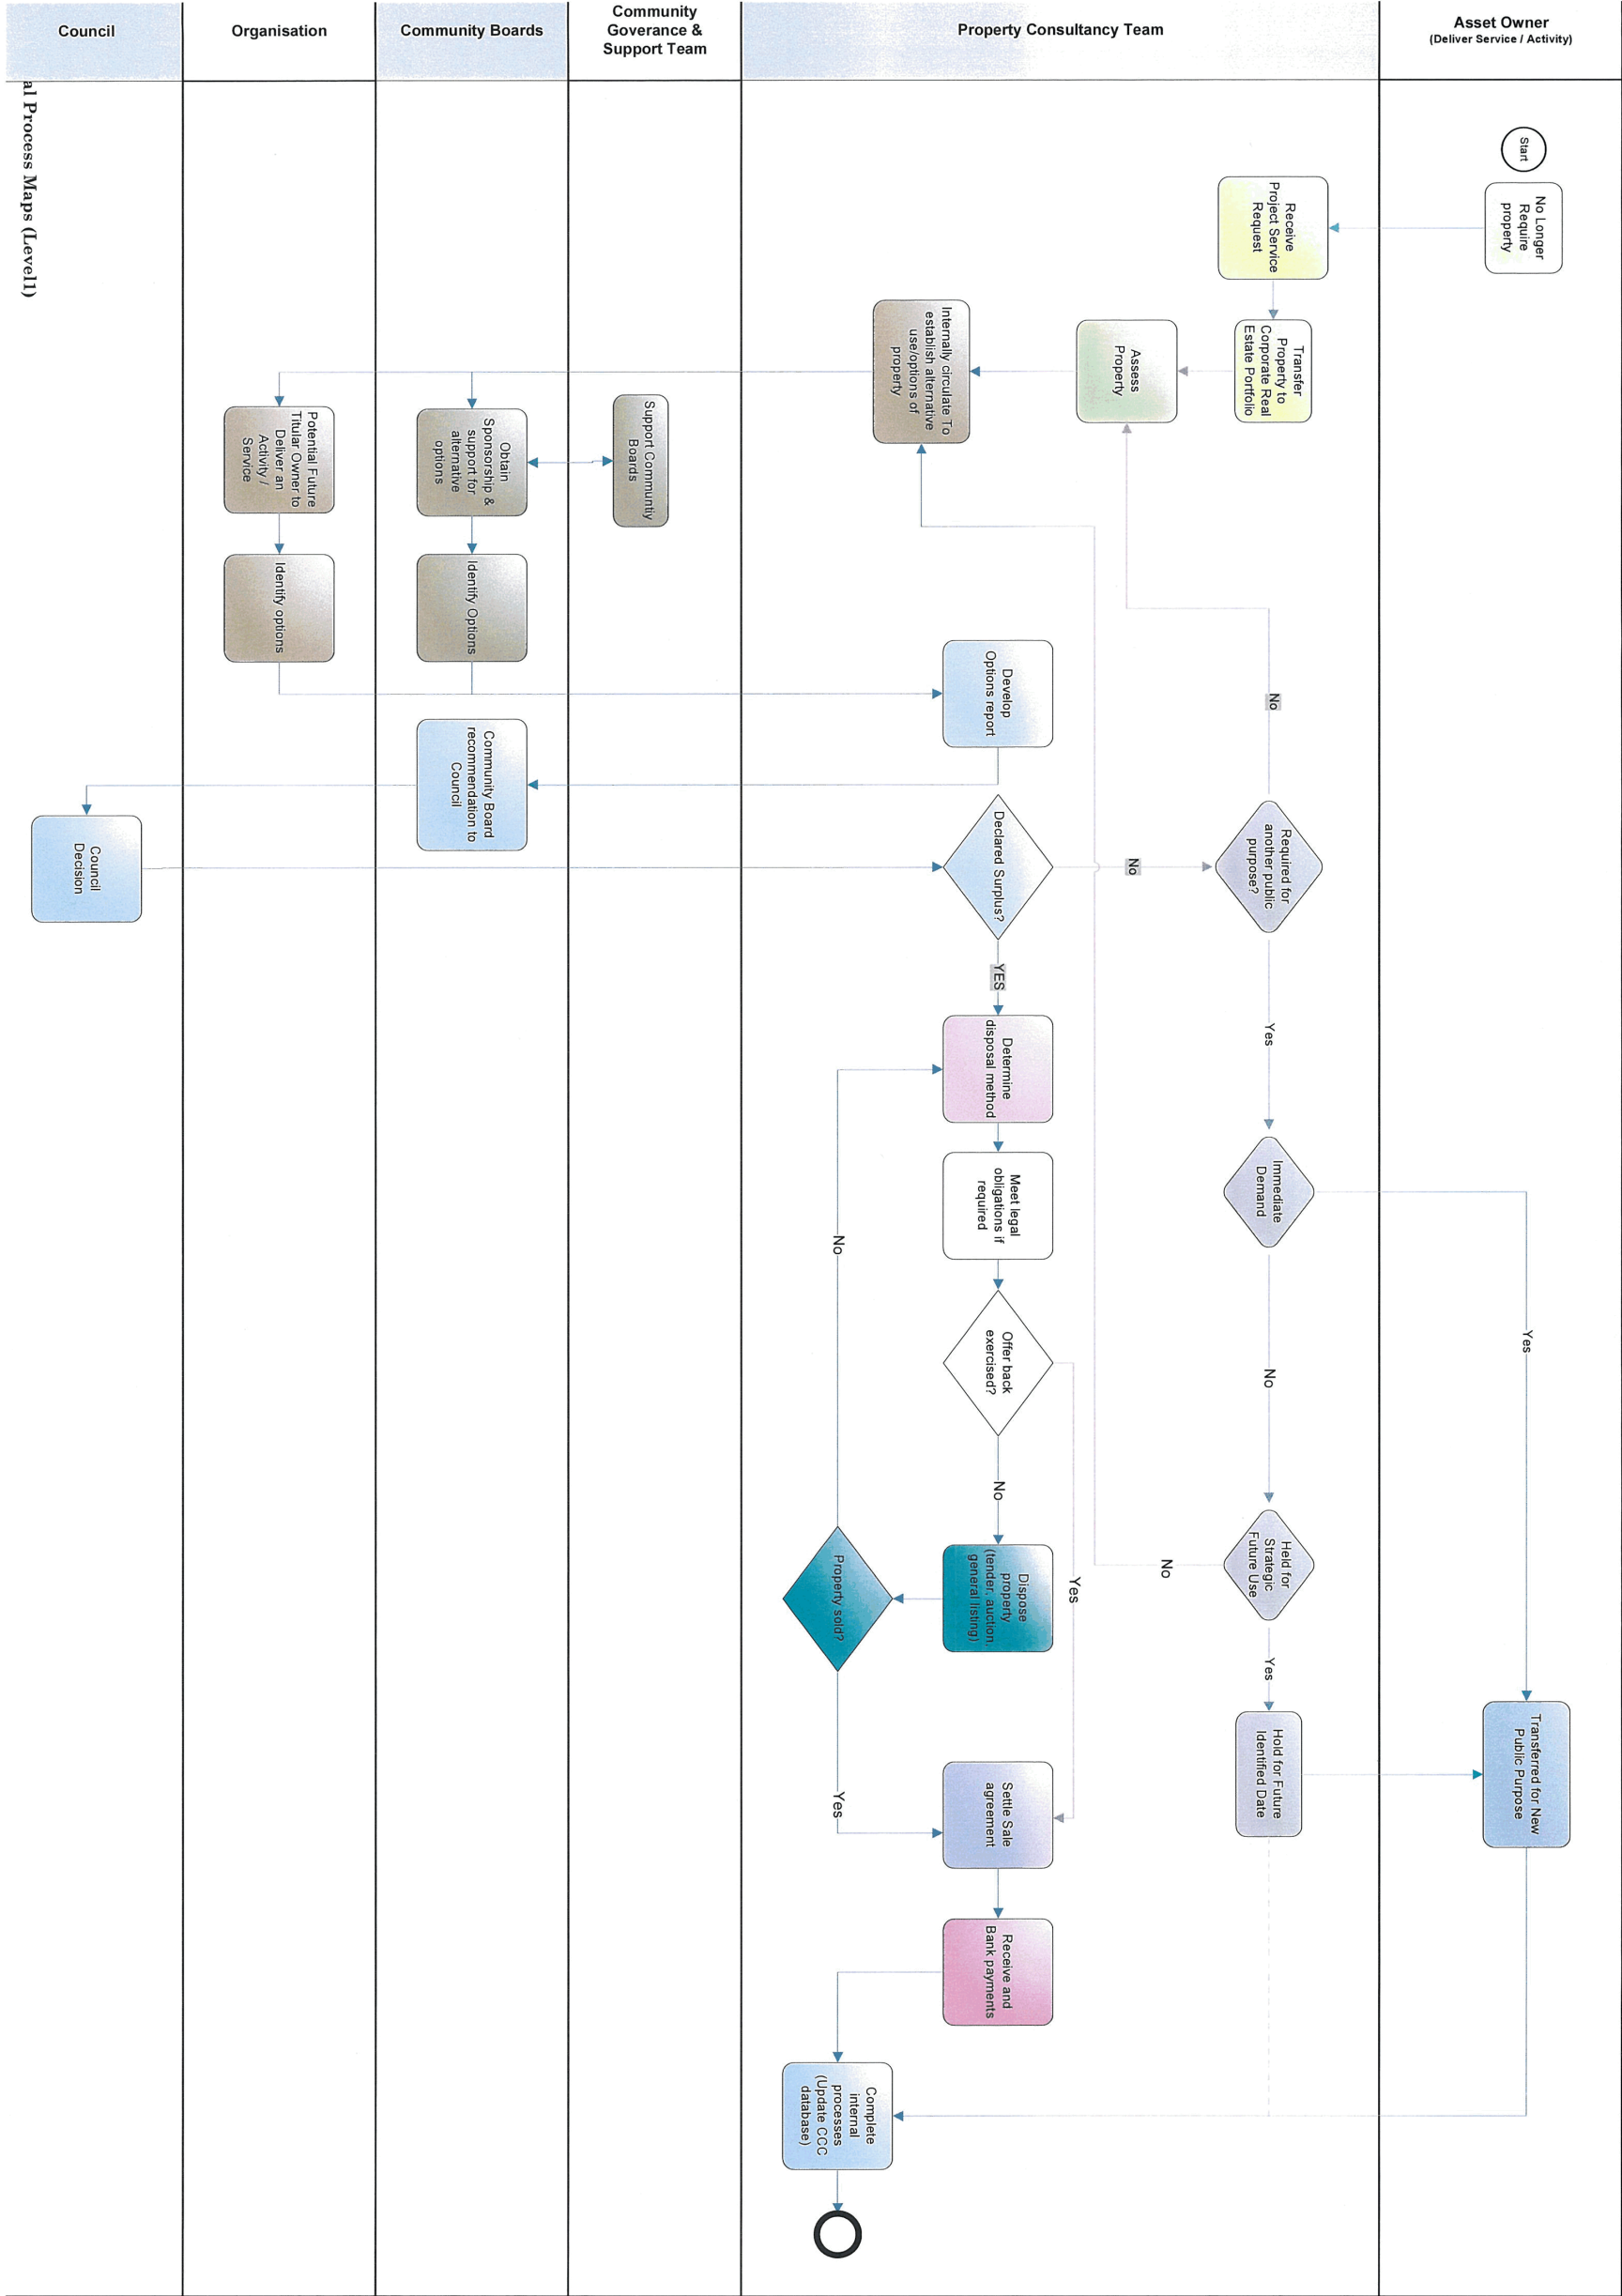 Council
Organisation
Community Boards
Community
Goverance &
Support Team
Property Consultancy Team
Asset Owner
(Deliver Service / Activity)
al Process Maps (Level1)
Start
No Longer
Require
property
Receive
Project Service
Request
Transfer
Property to
Corporate Real
Estate Portfolio
Assess
Property
Internally circulate To
establish alternative
use/options of
property
Support Communtiy
Boards
Obtain
Sponsorship &
support for
alternative
options
Identify Options
Potential Future
Titular Owner to
Deliver an
Activity /
Service
Identify options
Develop
Options report
Community Board
recommendation to
Council
Council
Decision
Declared Surplus?
No
Required for
another public
purpose?
No
Yes
Immediate
Demand
Yes
No
Held for
Strategic
Future Use
No
Yes
Hold for Future
Identified Date
Transferred for New
Public Purpose
YES
Determine
disposal method
Meet legal
obligations if
required
Offer back
exercised?
Yes
No
Dispose
property
(tender, auction,
general listing)
Property sold?
No
Yes
Settle Sale
agreement
Receive and
Bank payments
Complete
internal
processes
(Update CCC
database)